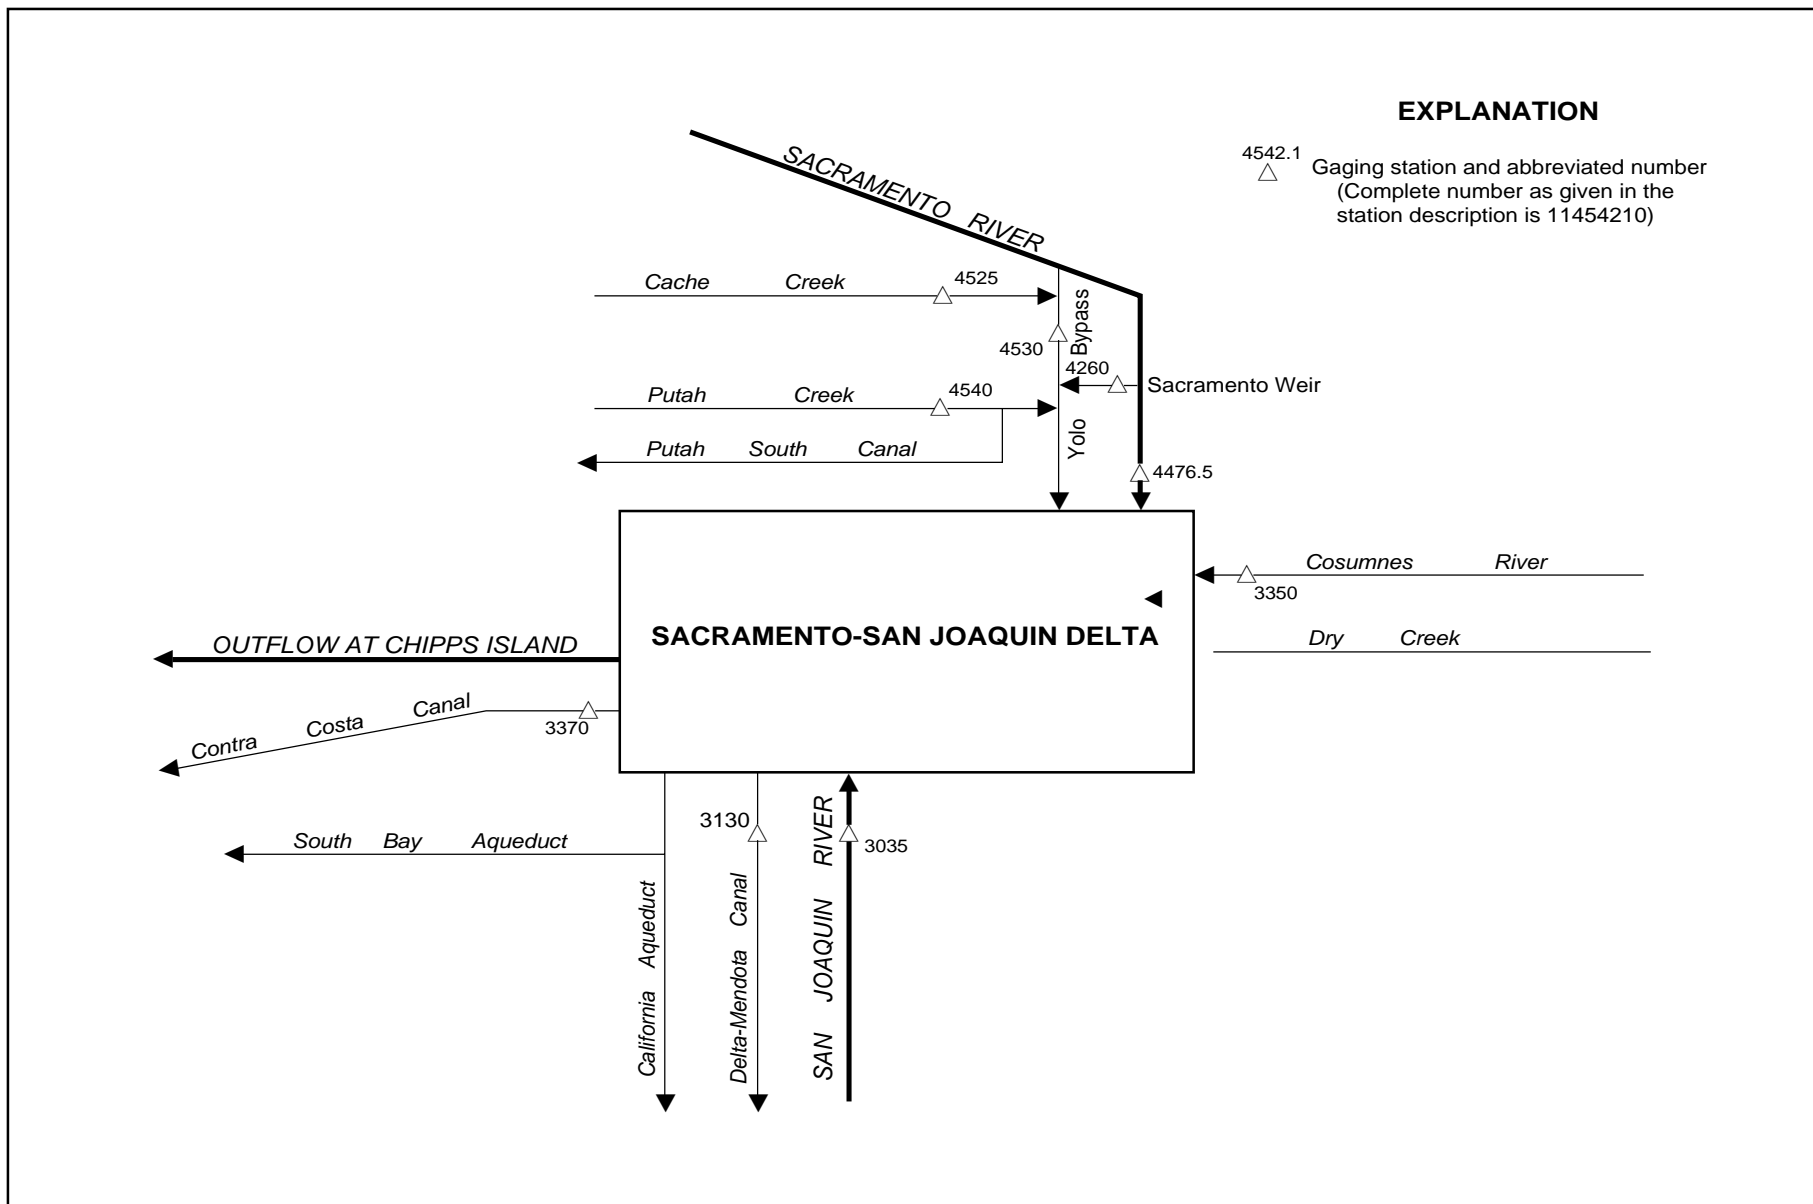 EXPLANATION
4542.1
Gaging station and abbreviated number
(Complete number as given in the
station description is 11454210)
SACRAMENTO RIVER
Cache Creek
4525
Bypass
4530
4260
Sacramento Weir
Putah Creek
4540
Yolo
Putah South Canal
4476.5
Cosumnes River
3350
SACRAMENTO-SAN JOAQUIN DELTA
OUTFLOW AT CHIPPS ISLAND
Dry Creek
Contra Costa Canal
3370
3130
3035
South Bay Aqueduct
California Aqueduct
Delta-Mendota Canal
SAN JOAQUIN RIVER